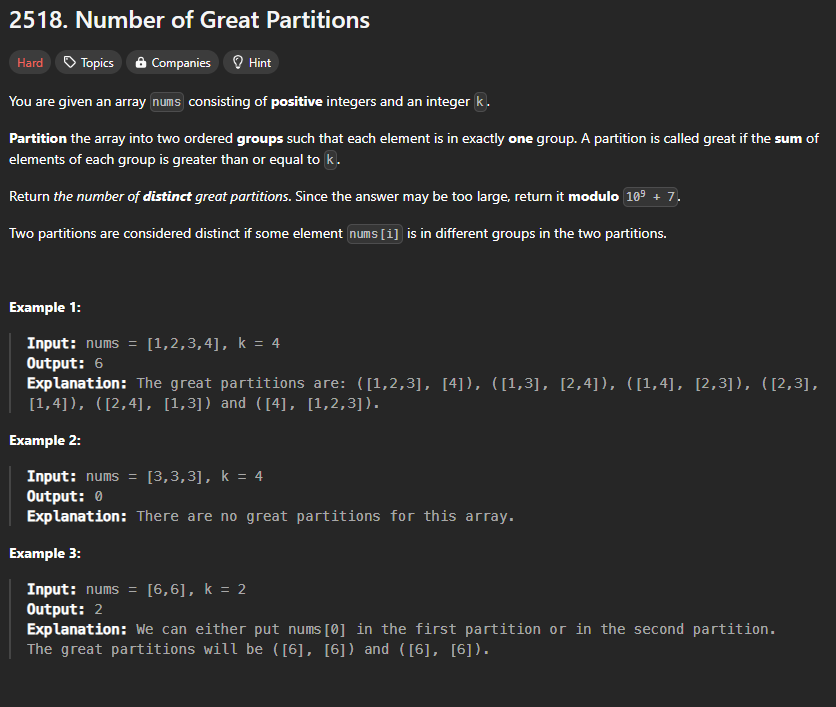 2518. Number of Great Partitions
Hard Topics Companies Hint
You are given an array nums consisting of positive integers and an integer k.
Partition the array into two ordered groups such that each element is in exactly one group. A partition is called great if the sum of
elements of each group is greater than or equal to k.
Return the number of distinct great partitions. Since the answer may be too large, return it modulo 10⁹ + 7.
Two partitions are considered distinct if some element nums[i] is in different groups in the two partitions.
Example 1:
Input: nums = [1,2,3,4], k = 4
Output: 6
Explanation: The great partitions are: ([1,2,3], [4]), ([1,3], [2,4]), ([1,4], [2,3]), ([2,3],
[1,4]), ([2,4], [1,3]) and ([4], [1,2,3]).
Example 2:
Input: nums = [3,3,3], k = 4
Output: 0
Explanation: There are no great partitions for this array.
Example 3:
Input: nums = [6,6], k = 2
Output: 2
Explanation: We can either put nums[0] in the first partition or in the second partition.
The great partitions will be ([6], [6]) and ([6], [6]).